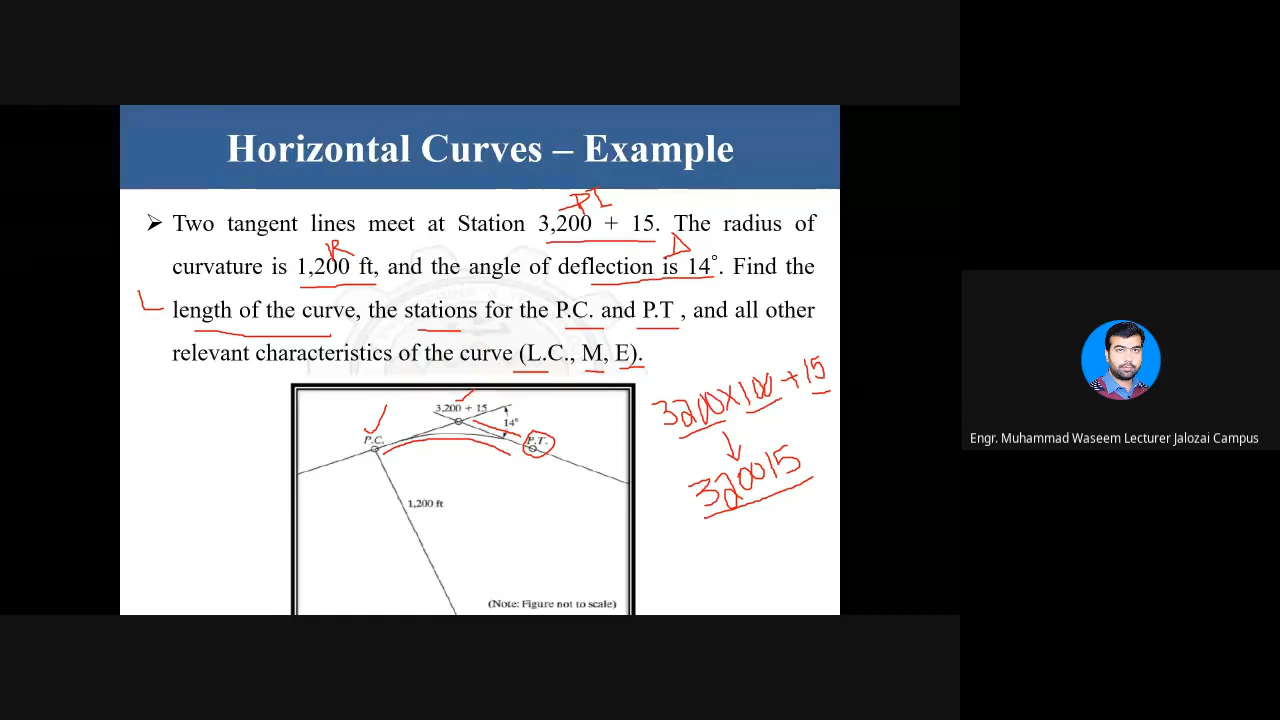 Horizontal Curves – Example
PI
➢ Two tangent lines meet at Station 3,200 + 15. The radius of
R Δ
curvature is 1,200 ft, and the angle of deflection is 14°. Find the
L
length of the curve, the stations for the P.C. and P.T , and all other
relevant characteristics of the curve (L.C., M, E).
3200×100+15
320015
3,200 + 15
14°
P.C.
P.T.
1,200 ft
(Note: Figure not to scale)
Engr. Muhammad Waseem Lecturer Jalozai Campus